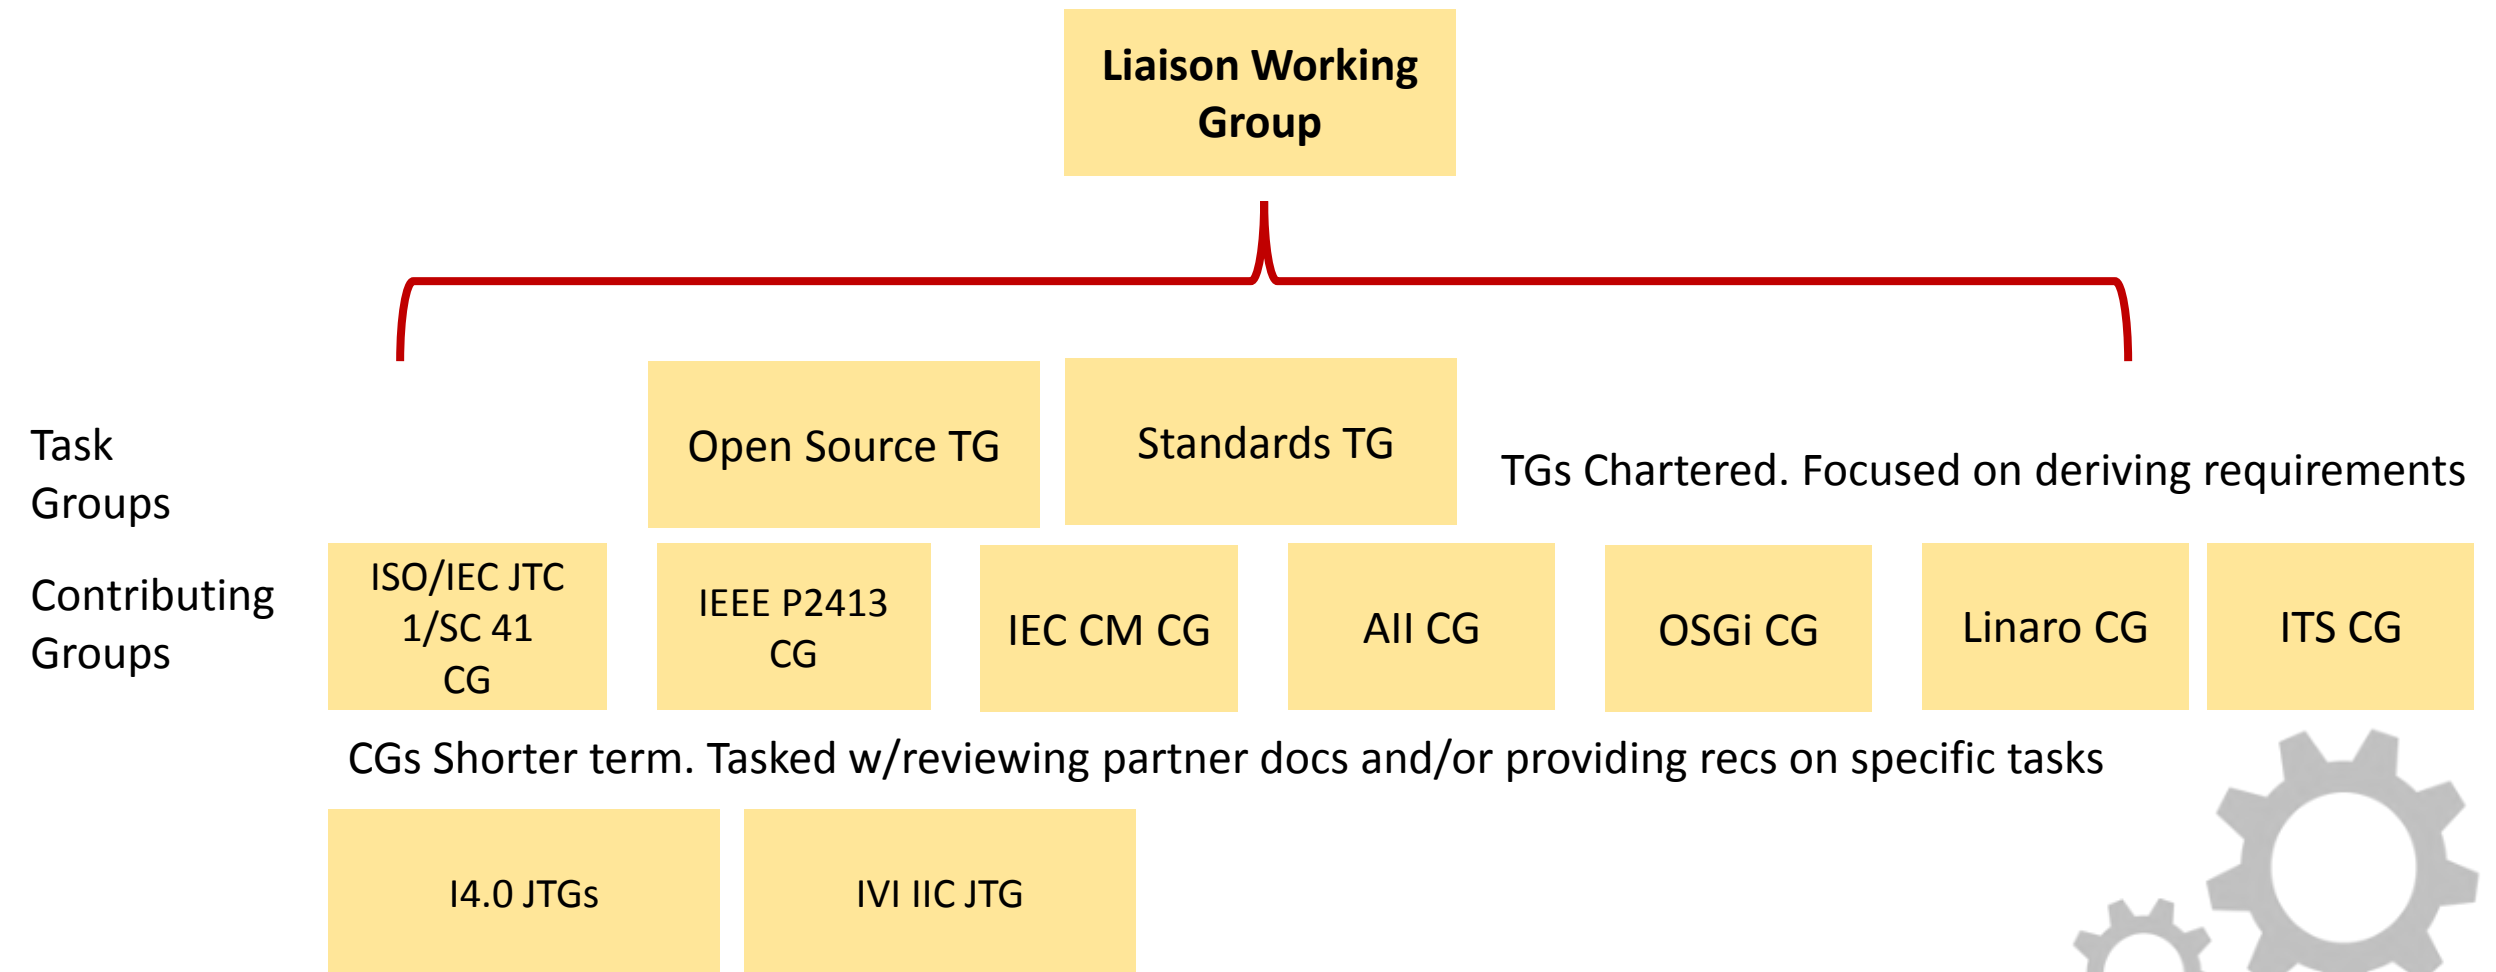 Liaison Working
Group
Task
Groups
Open Source TG
Standards TG
TGs Chartered. Focused on deriving requirements
Contributing
Groups
ISO/IEC JTC
1/SC 41
CG
IEEE P2413
CG
IEC CM CG
AII CG
OSGi CG
Linaro CG
ITS CG
CGs Shorter term. Tasked w/reviewing partner docs and/or providing recs on specific tasks
I4.0 JTGs
IVI IIC JTG